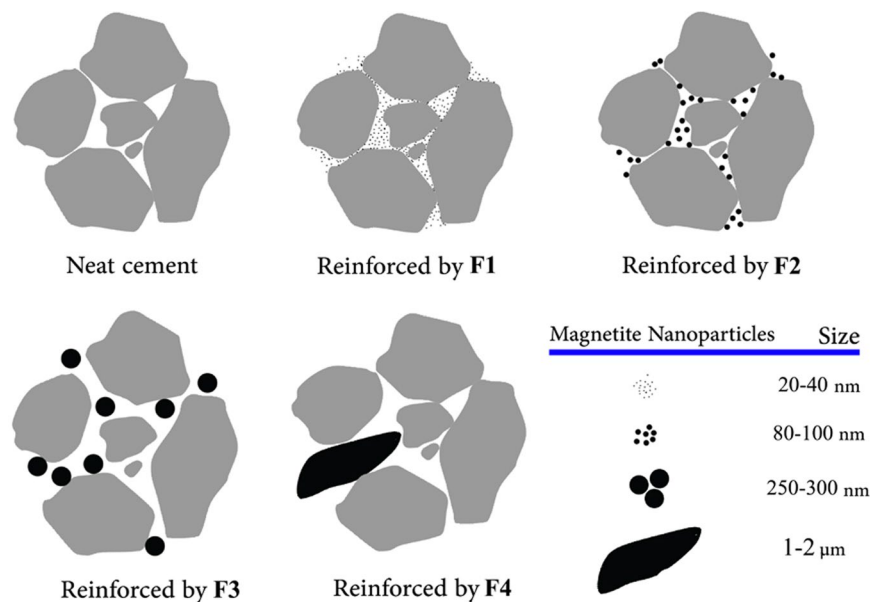 Neat cement
Reinforced by F1
Reinforced by F2
Magnetite Nanoparticles Size
20-40 nm
80-100 nm
250-300 nm
1-2 µm
Reinforced by F3
Reinforced by F4